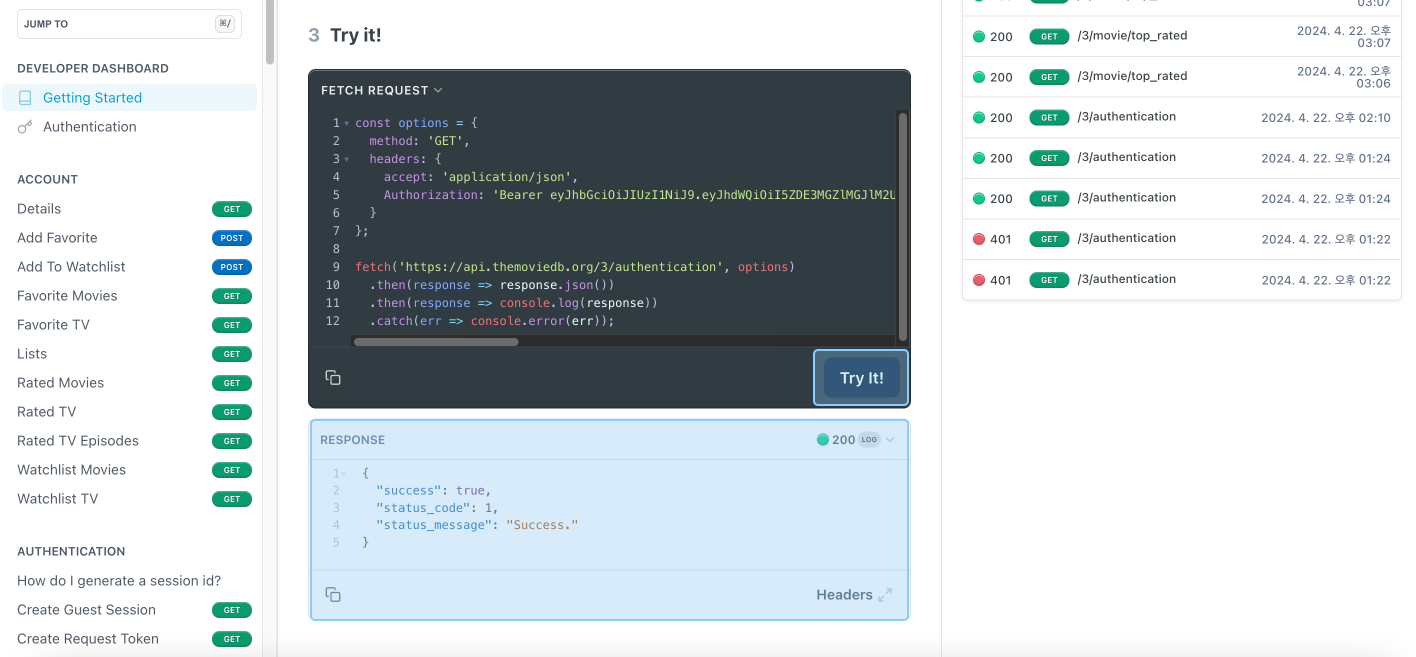 JUMP TO ⌘/
DEVELOPER DASHBOARD
Getting Started
Authentication
ACCOUNT
Details GET
Add Favorite POST
Add To Watchlist POST
Favorite Movies GET
Favorite TV GET
Lists GET
Rated Movies GET
Rated TV GET
Rated TV Episodes GET
Watchlist Movies GET
Watchlist TV GET
AUTHENTICATION
How do I generate a session id?
Create Guest Session GET
Create Request Token GET
3 Try it!
FETCH REQUEST
1 const options = {
2 method: 'GET',
3 headers: {
4 accept: 'application/json',
5 Authorization: 'Bearer eyJhbGciOiJIUzI1NiJ9.eyJhdWQiOiI5ZDE3MGZlMGJlM2U
6 }
7 };
8
9 fetch('https://api.themoviedb.org/3/authentication', options)
10 .then(response => response.json())
11 .then(response => console.log(response))
12 .catch(err => console.error(err));
Try It!
RESPONSE 200 LOG
1 {
2 "success": true,
3 "status_code": 1,
4 "status_message": "Success."
5 }
Headers
03:07
200 GET /3/movie/top_rated 2024. 4. 22. 오후
03:07
200 GET /3/movie/top_rated 2024. 4. 22. 오후
03:06
200 GET /3/authentication 2024. 4. 22. 오후 02:10
200 GET /3/authentication 2024. 4. 22. 오후 01:24
200 GET /3/authentication 2024. 4. 22. 오후 01:24
401 GET /3/authentication 2024. 4. 22. 오후 01:22
401 GET /3/authentication 2024. 4. 22. 오후 01:22